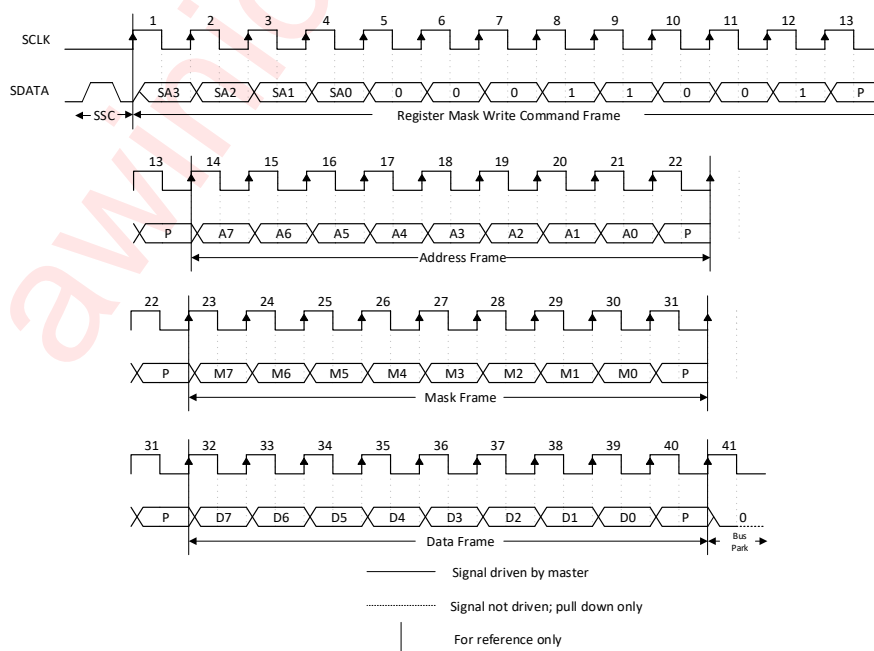 awinic
1 2 3 4 5 6 7 8 9 10 11 12 13
SCLK
SDATA SA3 SA2 SA1 SA0 0 0 0 1 1 0 0 1 P
SSC Register Mask Write Command Frame
13 14 15 16 17 18 19 20 21 22
P A7 A6 A5 A4 A3 A2 A1 A0 P
Address Frame
22 23 24 25 26 27 28 29 30 31
P M7 M6 M5 M4 M3 M2 M1 M0 P
Mask Frame
31 32 33 34 35 36 37 38 39 40 41
P D7 D6 D5 D4 D3 D2 D1 D0 P 0
Data Frame Bus
Park
Signal driven by master
Signal not driven; pull down only
For reference only